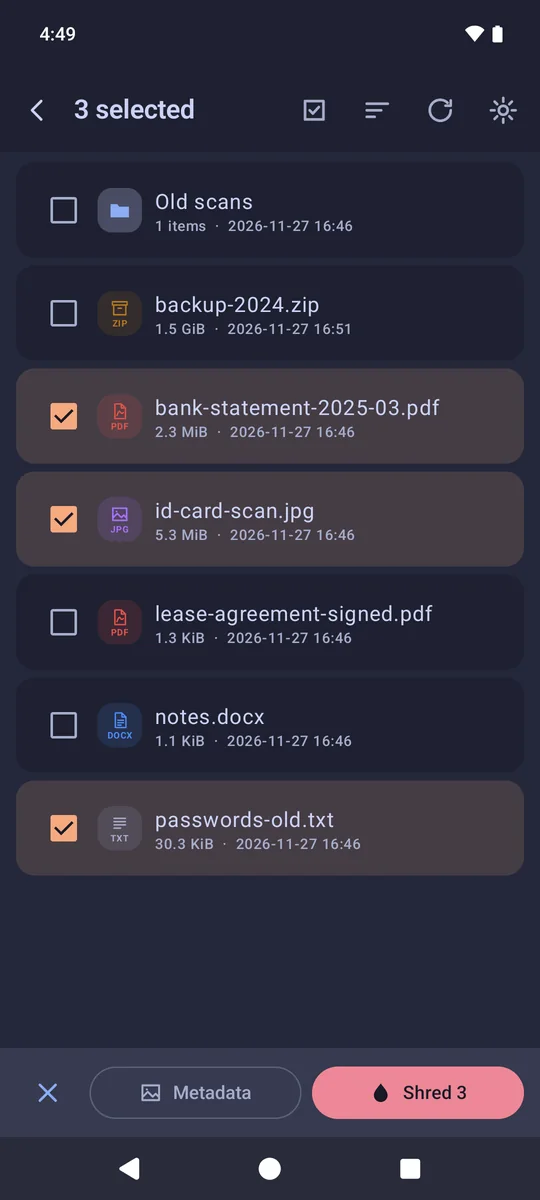 4:49
3 selected
Old scans
1 items · 2026-11-27 16:46
backup-2024.zip
ZIP
1.5 GiB · 2026-11-27 16:51
bank-statement-2025-03.pdf
PDF
2.3 MiB · 2026-11-27 16:46
id-card-scan.jpg
JPG
5.3 MiB · 2026-11-27 16:46
lease-agreement-signed.pdf
PDF
1.3 KiB · 2026-11-27 16:46
notes.docx
DOCX
1.1 KiB · 2026-11-27 16:46
passwords-old.txt
TXT
30.3 KiB · 2026-11-27 16:46
Metadata
Shred 3